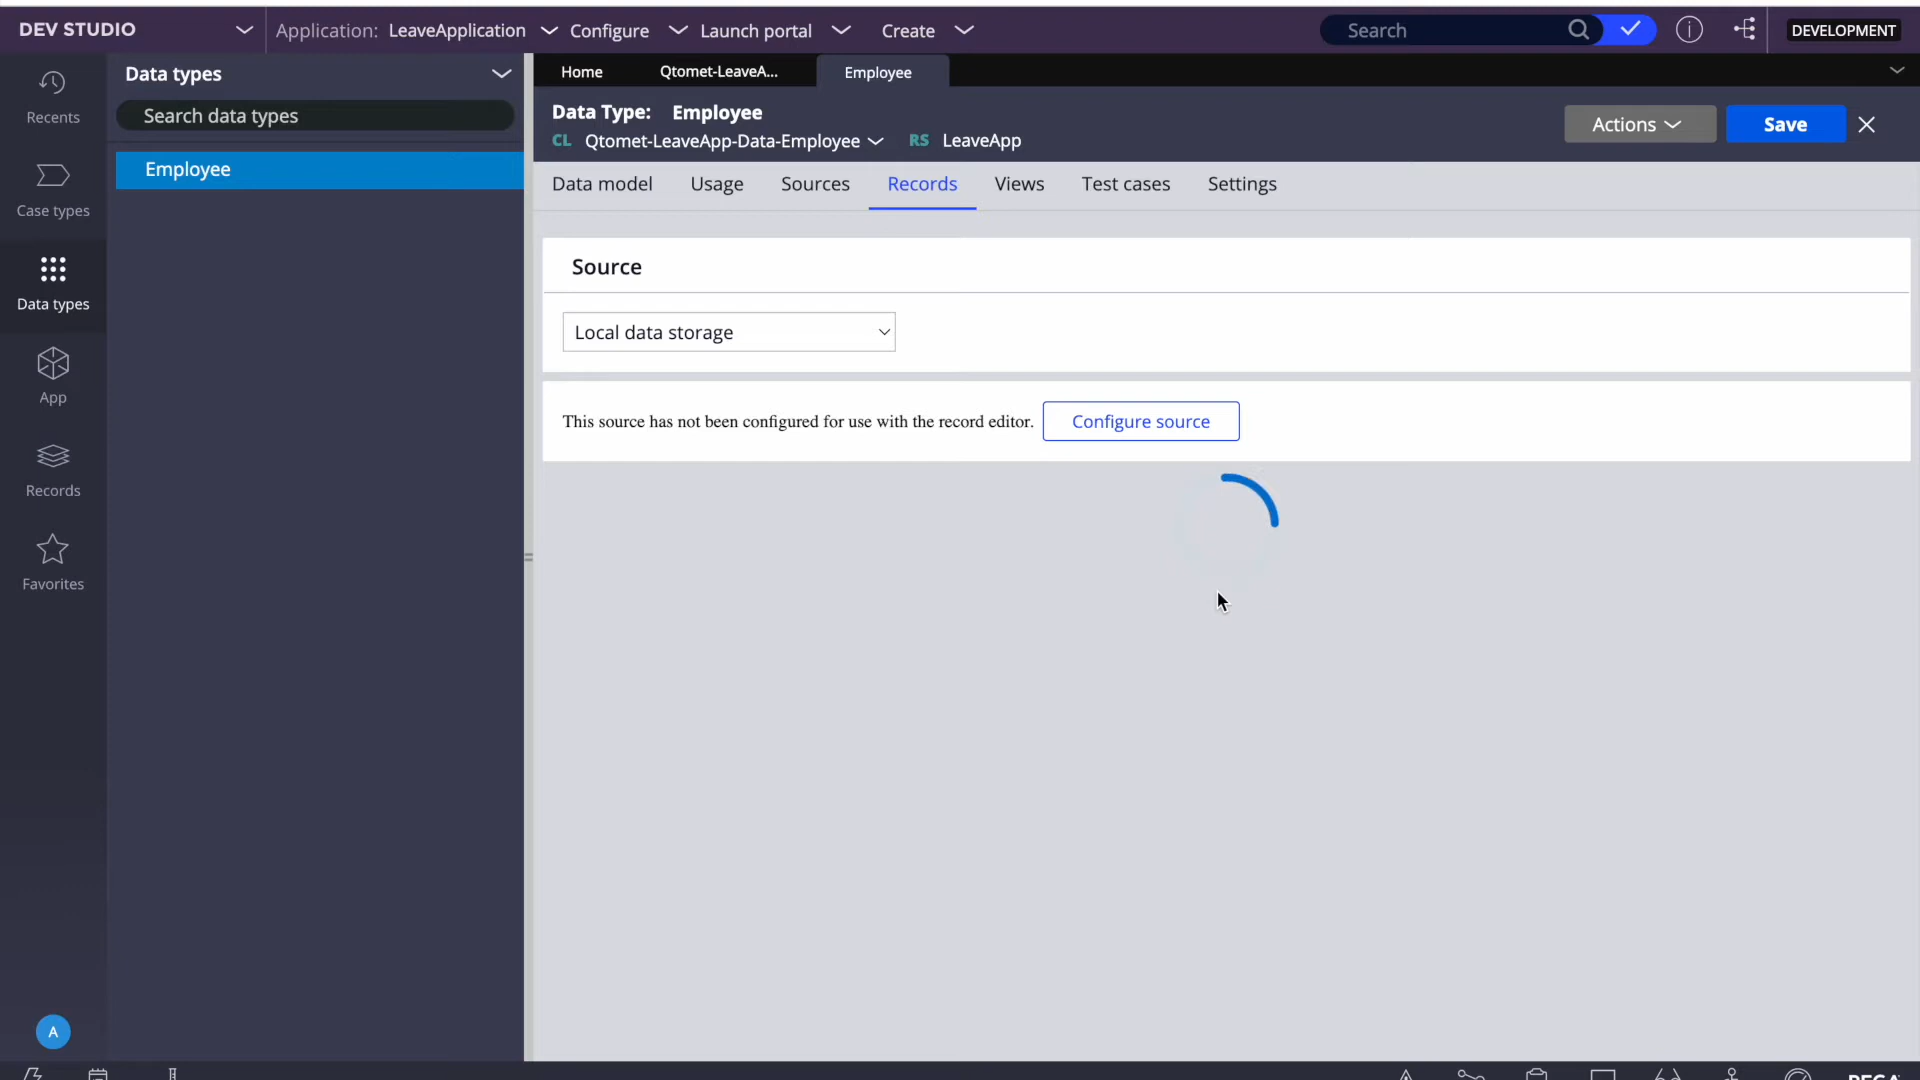 DEV STUDIO
Application: LeaveApplication
Configure
Launch portal
Create
Search
DEVELOPMENT
Recents
Case types
Data types
App
Records
Favorites
A
Data types
Search data types
Employee
Home
Qtomet-LeaveA...
Employee
Data Type: Employee
CL Qtomet-LeaveApp-Data-Employee
RS LeaveApp
Actions
Save
Data model
Usage
Sources
Records
Views
Test cases
Settings
Source
Local data storage
This source has not been configured for use with the record editor.
Configure source
PEGA